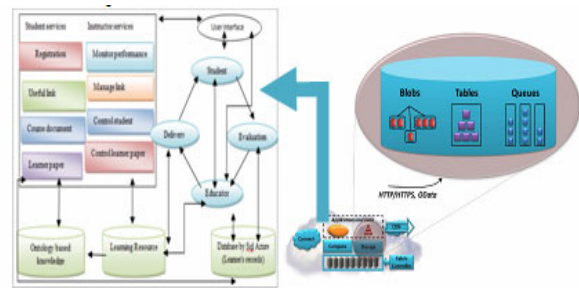 Student services
Instructor services
User interface
Registration
Monitor performance
Useful link
Manage link
Course document
Control student
Learner paper
Control learner paper
Student
Delivery
Evaluation
Educator
Ontology based
knowledge
Learning Resource
Database by Sql Azure
(Learner's records)
Blobs
Tables
Queues
HTTP/HTTPS, OData
Connect
Compute
Storage
CDN
Fabric
Controller